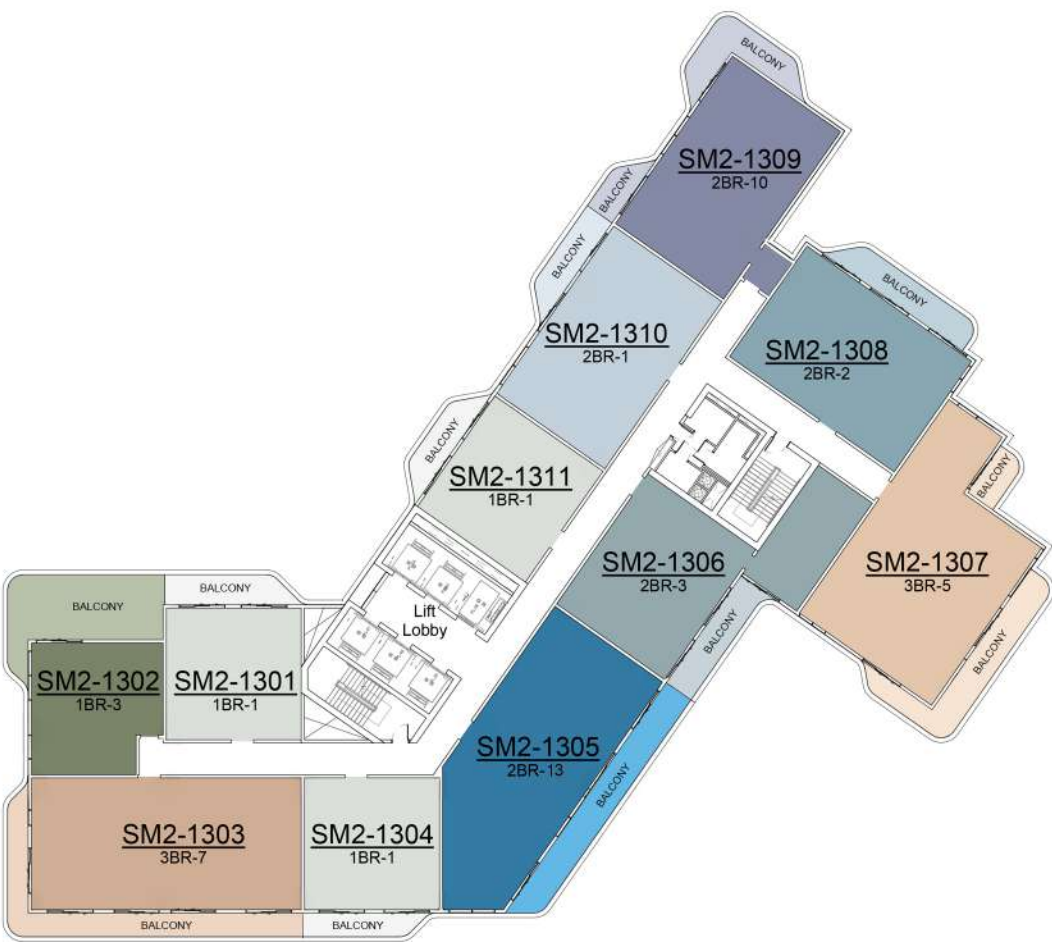 BALCONY
SM2-1309
2BR-10
BALCONY
BALCONY
BALCONY
SM2-1310
2BR-1
SM2-1308
2BR-2
BALCONY
SM2-1311
1BR-1
BALCONY
SM2-1306
2BR-3
SM2-1307
3BR-5
BALCONY
BALCONY
Lift
Lobby
BALCONY
BALCONY
SM2-1302
1BR-3
SM2-1301
1BR-1
SM2-1305
2BR-13
BALCONY
BALCONY
SM2-1303
3BR-7
SM2-1304
1BR-1
BALCONY
BALCONY